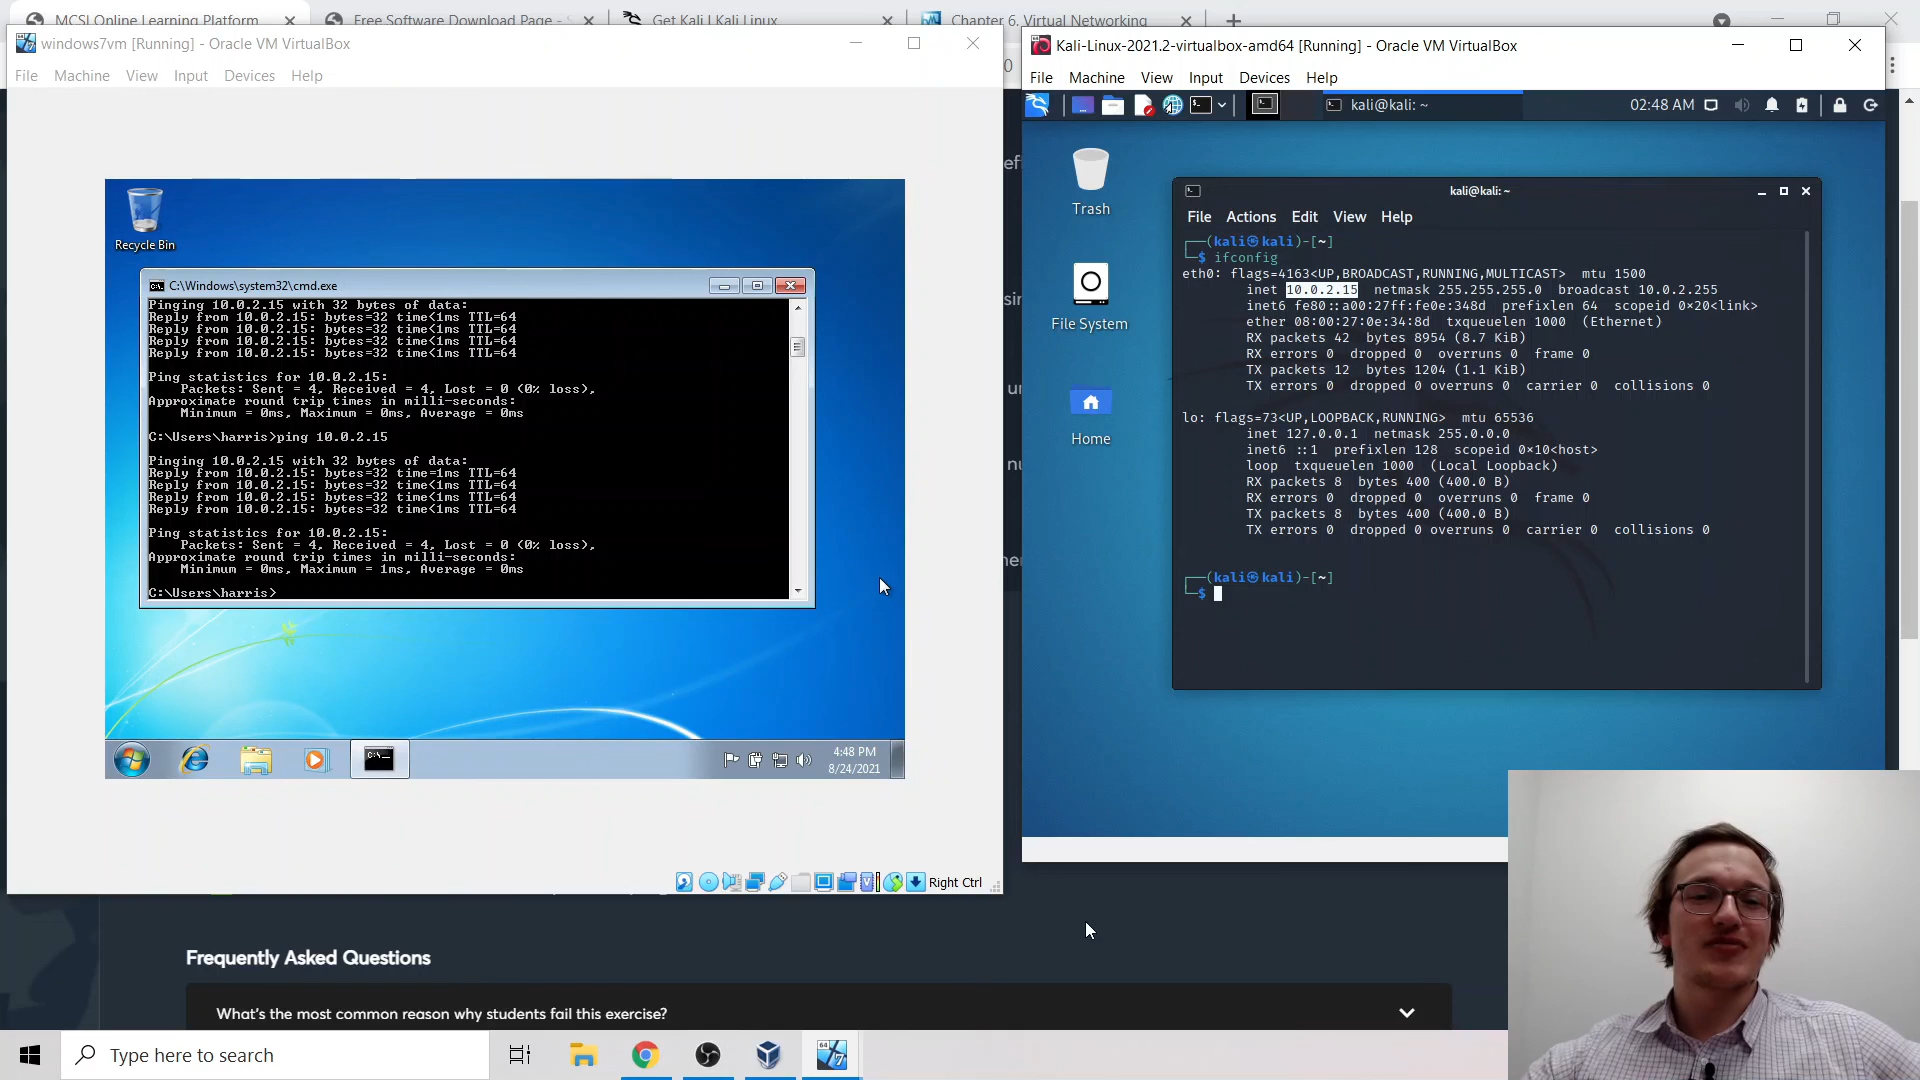 MCSI Online Learning Platform
Free Software Download Page -
Get Kali | Kali Linux
Chapter 6. Virtual Networking
windows7vm [Running] - Oracle VM VirtualBox
File Machine View Input Devices Help
Recycle Bin
C:\Windows\system32\cmd.exe
Pinging 10.0.2.15 with 32 bytes of data:
Reply from 10.0.2.15: bytes=32 time<1ms TTL=64
Reply from 10.0.2.15: bytes=32 time<1ms TTL=64
Reply from 10.0.2.15: bytes=32 time<1ms TTL=64
Reply from 10.0.2.15: bytes=32 time<1ms TTL=64
Ping statistics for 10.0.2.15:
Packets: Sent = 4, Received = 4, Lost = 0 (0% loss),
Approximate round trip times in milli-seconds:
Minimum = 0ms, Maximum = 0ms, Average = 0ms
C:\Users\harris>ping 10.0.2.15
Pinging 10.0.2.15 with 32 bytes of data:
Reply from 10.0.2.15: bytes=32 time=1ms TTL=64
Reply from 10.0.2.15: bytes=32 time<1ms TTL=64
Reply from 10.0.2.15: bytes=32 time<1ms TTL=64
Reply from 10.0.2.15: bytes=32 time<1ms TTL=64
Ping statistics for 10.0.2.15:
Packets: Sent = 4, Received = 4, Lost = 0 (0% loss),
Approximate round trip times in milli-seconds:
Minimum = 0ms, Maximum = 1ms, Average = 0ms
C:\Users\harris>
4:48 PM
8/24/2021
Right Ctrl
Kali-Linux-2021.2-virtualbox-amd64 [Running] - Oracle VM VirtualBox
File Machine View Input Devices Help
kali@kali: ~
02:48 AM
Trash
File System
Home
kali@kali: ~
File Actions Edit View Help
┌──(kali㉿kali)-[~]
└─$ ifconfig
eth0: flags=4163<UP,BROADCAST,RUNNING,MULTICAST> mtu 1500
inet 10.0.2.15 netmask 255.255.255.0 broadcast 10.0.2.255
inet6 fe80::a00:27ff:fe0e:348d prefixlen 64 scopeid 0×20<link>
ether 08:00:27:0e:34:8d txqueuelen 1000 (Ethernet)
RX packets 42 bytes 8954 (8.7 KiB)
RX errors 0 dropped 0 overruns 0 frame 0
TX packets 12 bytes 1204 (1.1 KiB)
TX errors 0 dropped 0 overruns 0 carrier 0 collisions 0
lo: flags=73<UP,LOOPBACK,RUNNING> mtu 65536
inet 127.0.0.1 netmask 255.0.0.0
inet6 ::1 prefixlen 128 scopeid 0×10<host>
loop txqueuelen 1000 (Local Loopback)
RX packets 8 bytes 400 (400.0 B)
RX errors 0 dropped 0 overruns 0 frame 0
TX packets 8 bytes 400 (400.0 B)
TX errors 0 dropped 0 overruns 0 carrier 0 collisions 0
┌──(kali㉿kali)-[~]
└─$
Frequently Asked Questions
What's the most common reason why students fail this exercise?
Type here to search